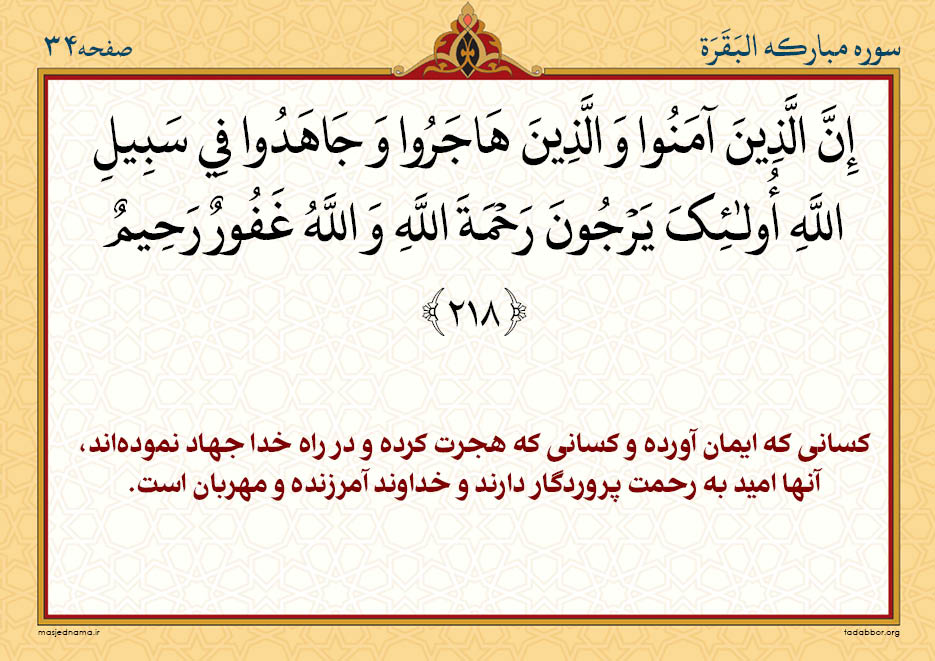 سوره مبارکه البَقَرَة
صفحه۳۴
إِنَّ الَّذِينَ آمَنُوا وَ الَّذِينَ هَاجَرُوا وَ جَاهَدُوا فِي سَبِيلِ
اللَّهِ أُولَـٰئِکَ يَرْجُونَ رَحْمَةَ اللَّهِ وَ اللَّهُ غَفُورٌ رَحِيمٌ
﴿٢١٨﴾
کسانی که ایمان آورده و کسانی که هجرت کرده و در راه خدا جهاد نموده‌اند،
آنها امید به رحمت پروردگار دارند و خداوند آمرزنده و مهربان است.
masjednama.ir
tadabbor.org